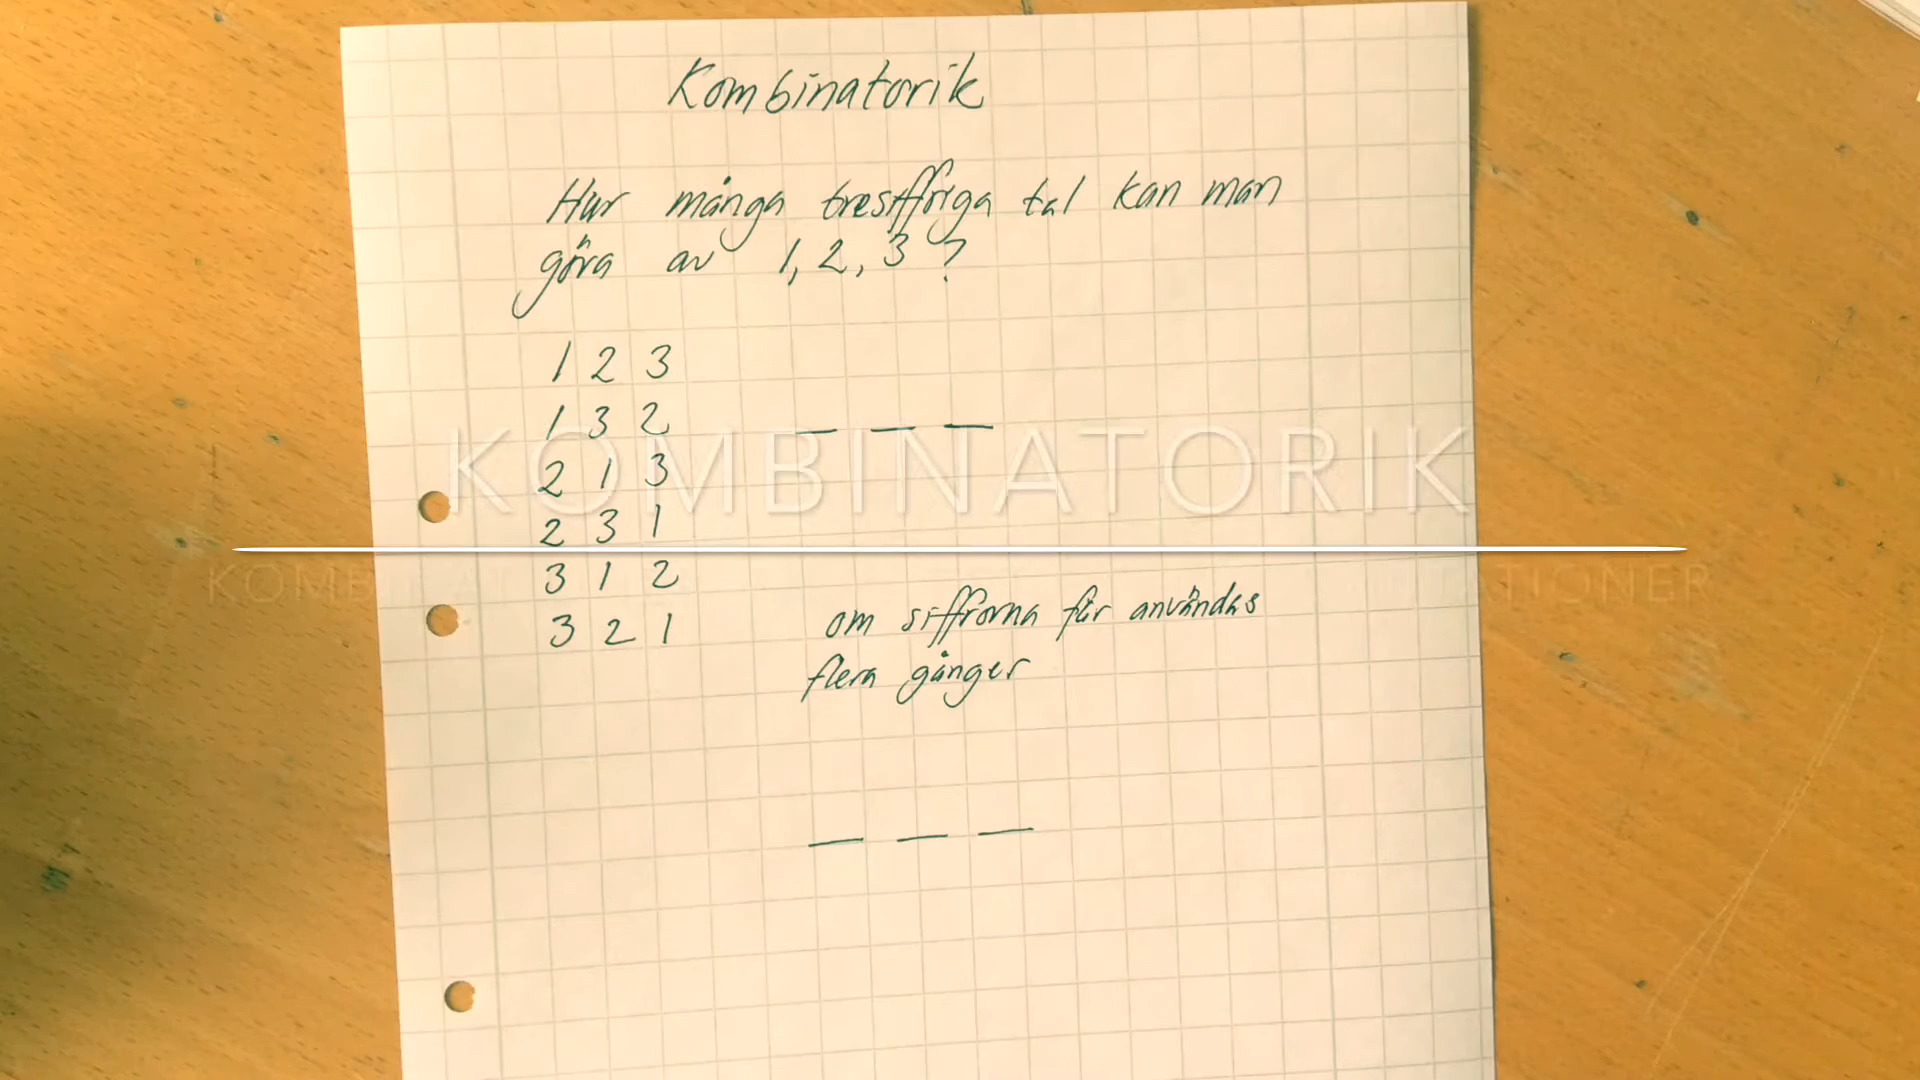 Kombinatorik
Hur många tresiffriga tal kan man
göra av 1, 2, 3 ?
1 2 3
1 3 2
2 1 3
2 3 1
3 1 2
3 2 1
_ _ _
KOMBINATORIK
om siffrorna får användas
flera gånger
_ _ _